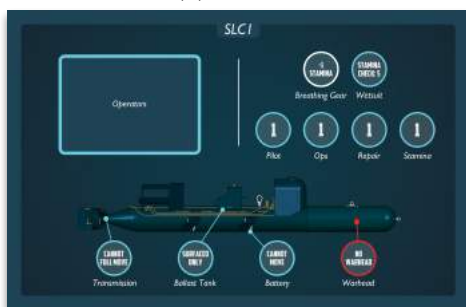 SLC1
Operators
4
STAMINA
STAMINA
CHECK: 5
Breathing Gear
Wetsuit
1
1
1
1
Pilot
Ops
Repair
Stamina
CANNOT
FULL MOVE
SURFACED
ONLY
CANNOT
MOVE
NO
WARHEAD
Transmission
Ballast Tank
Battery
Warhead